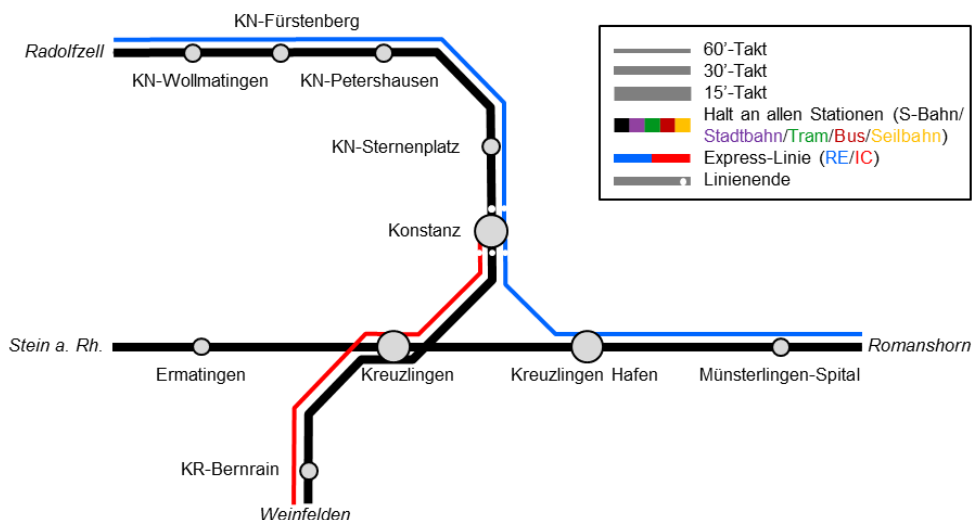 KN-Fürstenberg
Radolfzell
KN-Wollmatingen
KN-Petershausen
KN-Sternenplatz
Konstanz
60'-Takt
30'-Takt
15'-Takt
Halt an allen Stationen (S-Bahn/
Stadtbahn/Tram/Bus/Seilbahn)
Express-Linie (RE/IC)
Linienende
Stein a. Rh.
Romanshorn
Ermatingen
Kreuzlingen
Kreuzlingen Hafen
Münsterlingen-Spital
KR-Bernrain
Weinfelden